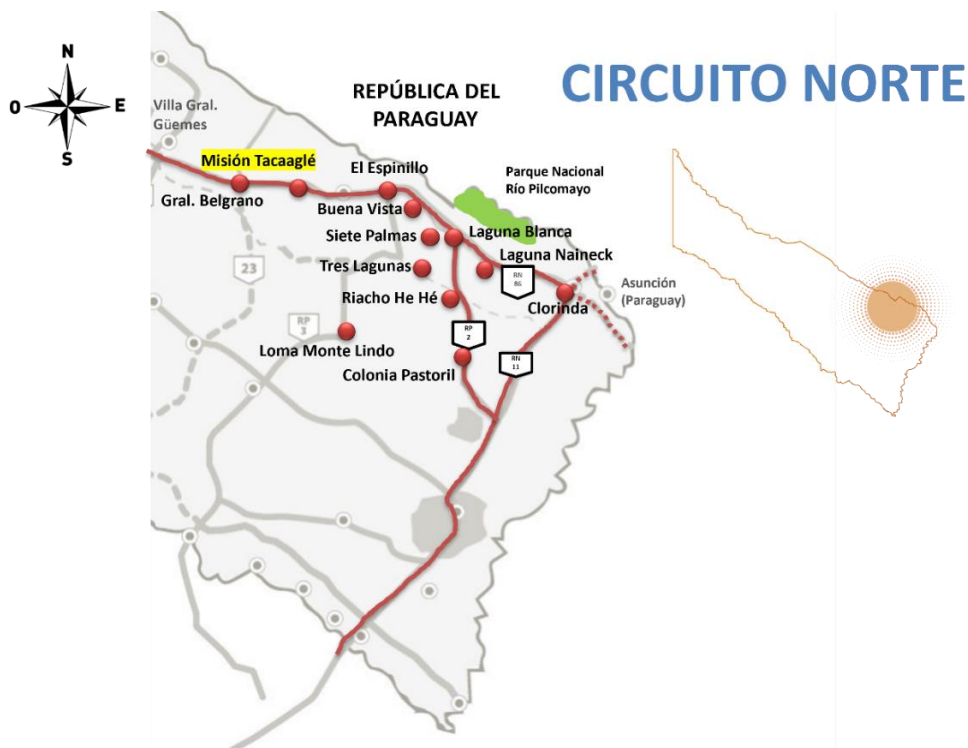 CIRCUITO NORTE
N
O
E
S
REPÚBLICA DEL
PARAGUAY
Villa Gral.
Güemes
Misión Tacaaglé
El Espinillo
Parque Nacional
Río Pilcomayo
Gral. Belgrano
Buena Vista
Siete Palmas
Laguna Blanca
Laguna Naineck
Tres Lagunas
23
RN
86
Asunción
(Paraguay)
Riacho He Hé
Clorinda
RP
3
RP
2
Loma Monte Lindo
RN
11
Colonia Pastoril